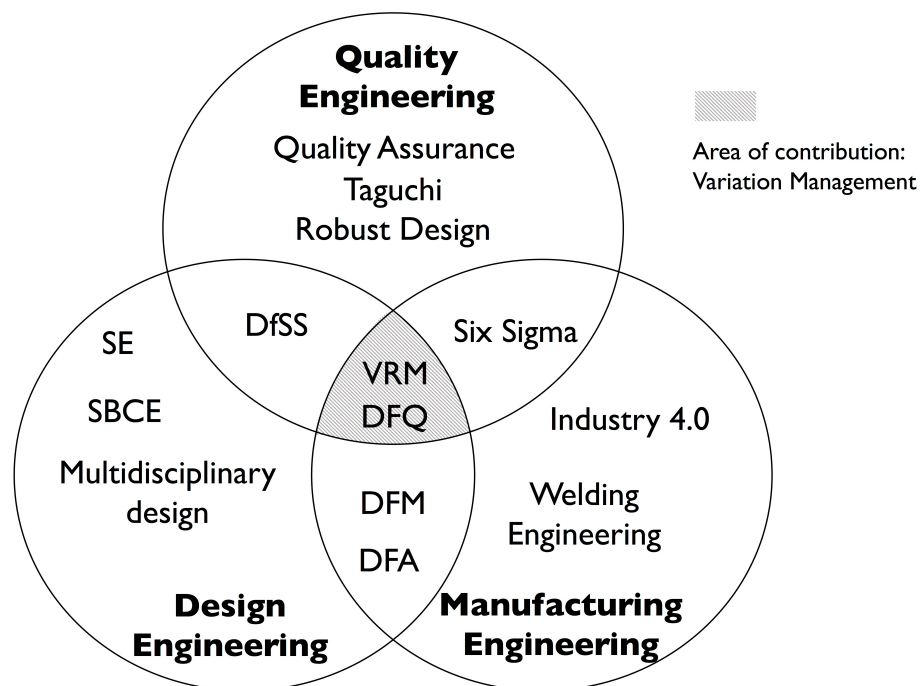 Quality
Engineering
Quality Assurance
Taguchi
Robust Design
Area of contribution:
Variation Management
DfSS
Six Sigma
SE
VRM
SBCE
DFQ
Industry 4.0
Multidisciplinary
design
DFM
Welding
Engineering
DFA
Design
Engineering
Manufacturing
Engineering